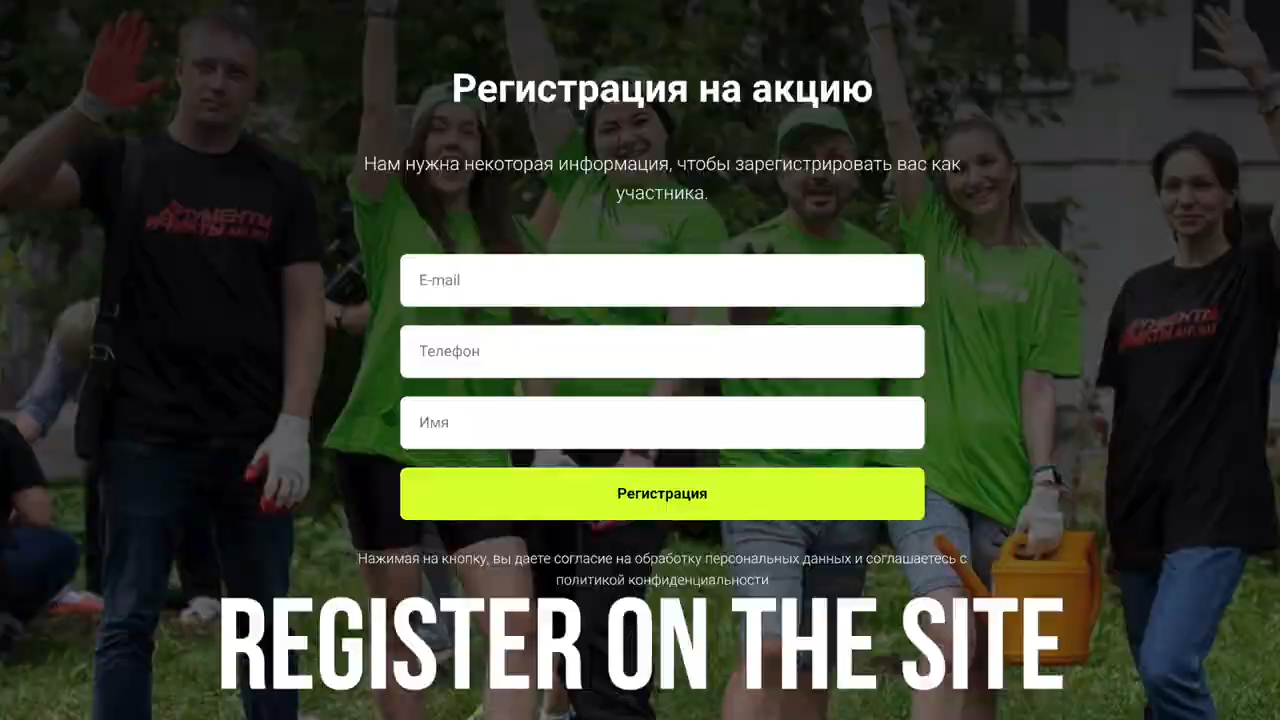 Регистрация на акцию
Нам нужна некоторая информация, чтобы зарегистрировать вас как
участника.
E-mail
Телефон
Имя
Регистрация
Нажимая на кнопку, вы даете согласие на обработку персональных данных и соглашаетесь с
политикой конфиденциальности
REGISTER ON THE SITE